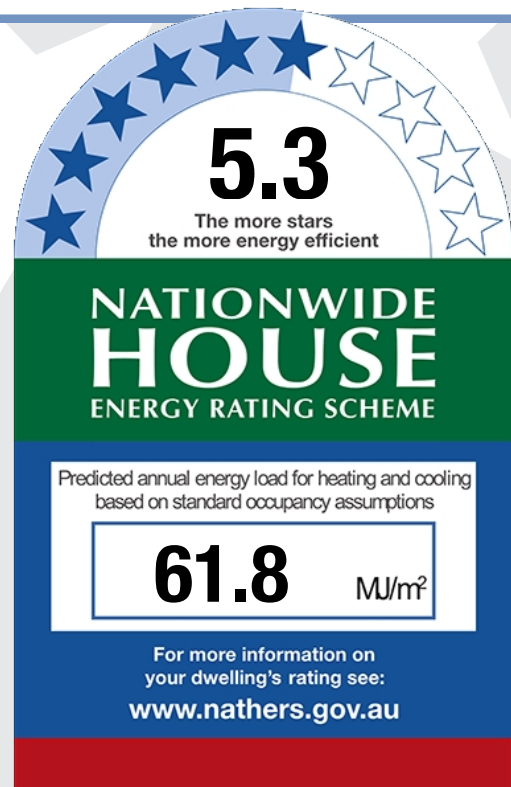 5.3
The more stars
the more energy efficient
NATIONWIDE
HOUSE
ENERGY RATING SCHEME
Predicted annual energy load for heating and cooling
based on standard occupancy assumptions
61.8 MJ/m²
For more information on
your dwelling's rating see:
www.nathers.gov.au